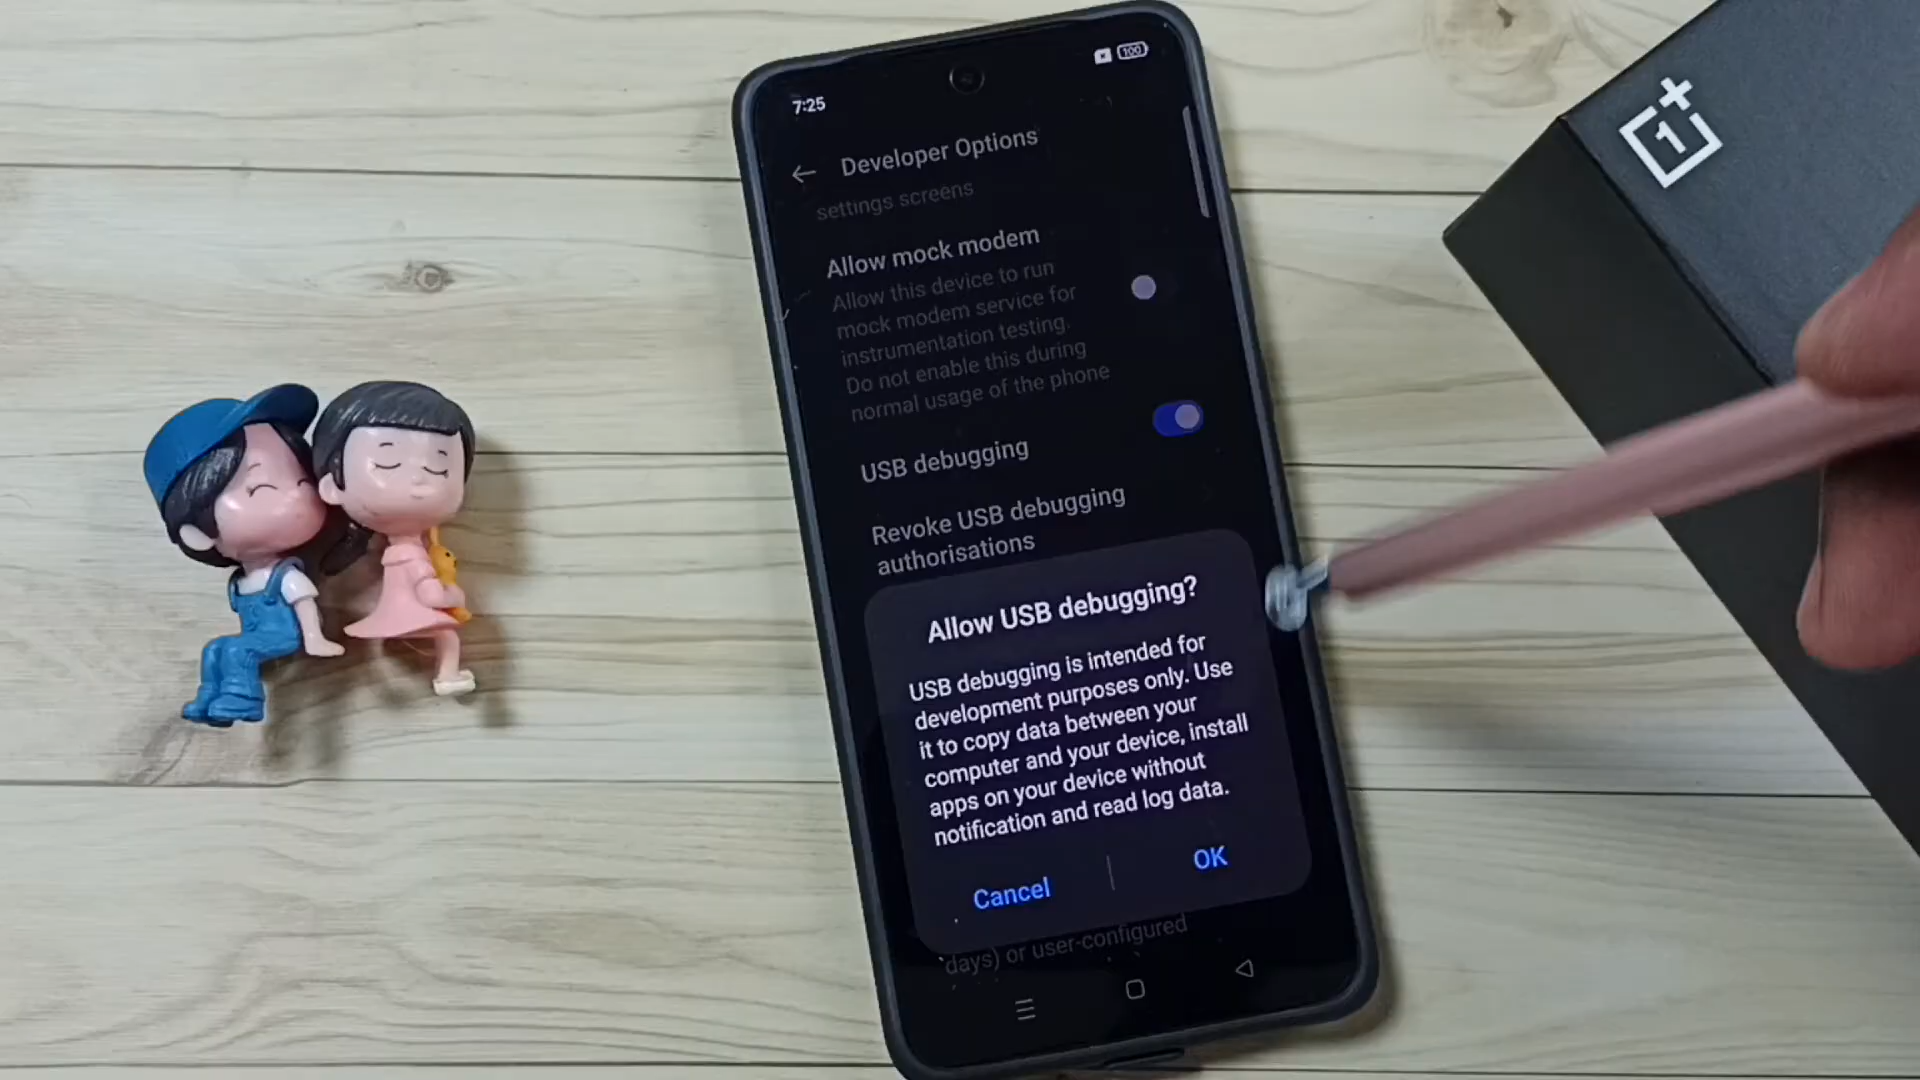 7:25
100
Developer Options
settings screens
Allow mock modem
Allow this device to run
mock modem service for
instrumentation testing.
Do not enable this during
normal usage of the phone
USB debugging
Revoke USB debugging
authorisations
Allow USB debugging?
USB debugging is intended for
development purposes only. Use
it to copy data between your
computer and your device, install
apps on your device without
notification and read log data.
Cancel
OK
days) or user-configured
1+